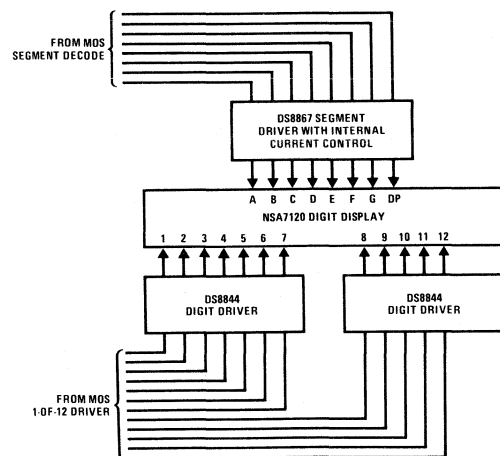 FROM MOS
SEGMENT DECODE
DS8867 SEGMENT
DRIVER WITH INTERNAL
CURRENT CONTROL
A B C D E F G DP
NSA7120 DIGIT DISPLAY
1 2 3 4 5 6 7 8 9 10 11 12
DS8844
DIGIT DRIVER
DS8844
DIGIT DRIVER
FROM MOS
1-OF-12 DRIVER